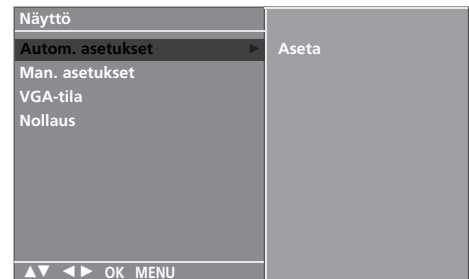 Näyttö
Autom. asetukset ▶
Aseta
Man. asetukset
VGA-tila
Nollaus
▲▼ ◀▶ OK MENU